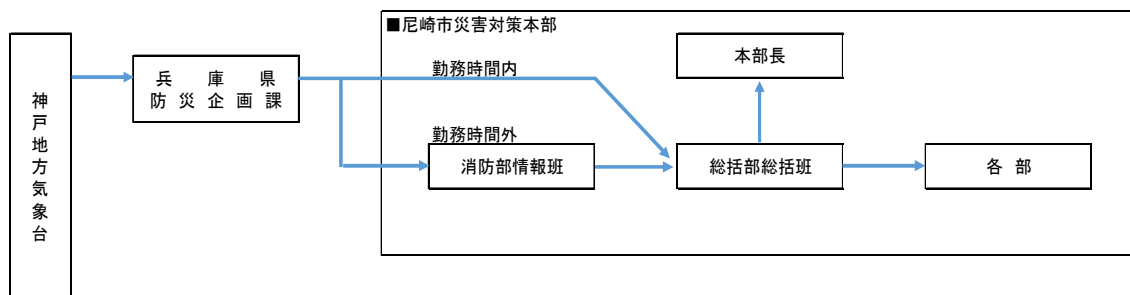 ■尼崎市災害対策本部
神戸地方気象台
兵庫県
防災企画課
勤務時間内
本部長
勤務時間外
消防部情報班
総括部総括班
各部